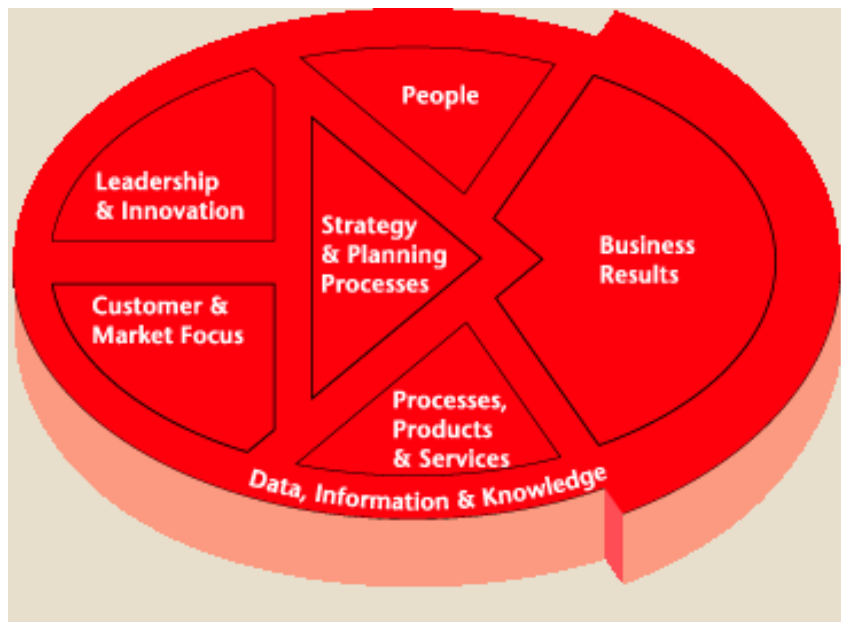 People
Leadership
& Innovation
Strategy
& Planning
Processes
Business
Results
Customer &
Market Focus
Processes,
Products
& Services
Data, Information & Knowledge